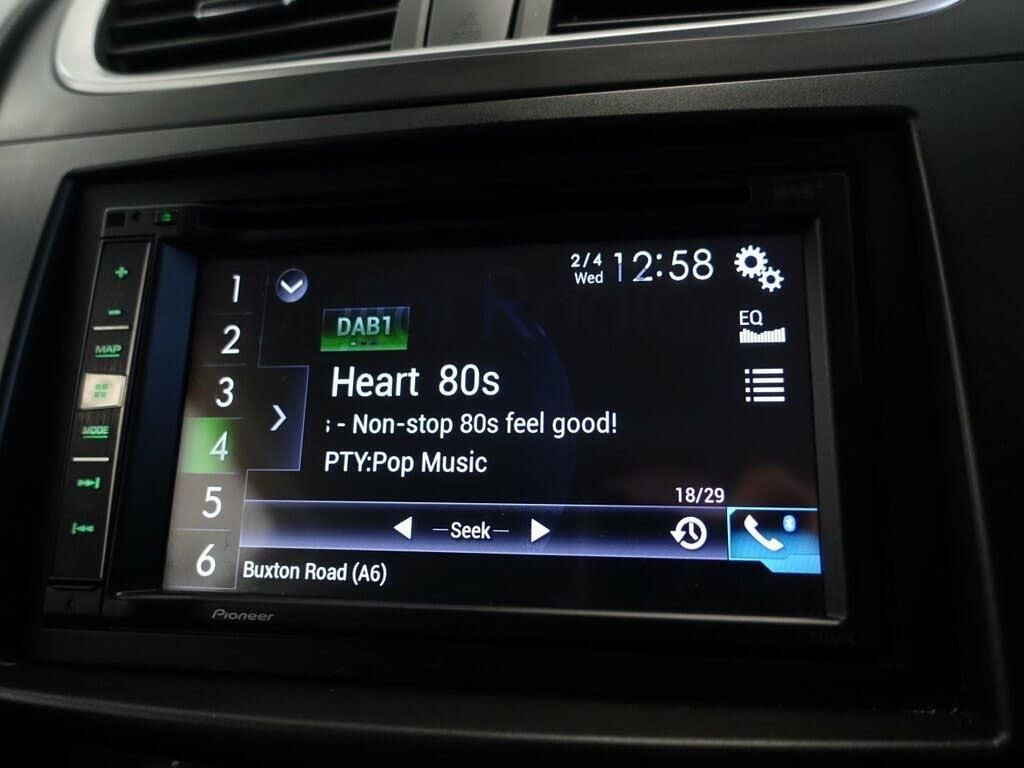 2/4
Wed
12:58
1
2
3
4
5
6
DAB1
EQ
Heart 80s
s - Non-stop 80s feel good!
PTY:Pop Music
18/29
Seek
Buxton Road (A6)
MAP
MODE
Pioneer